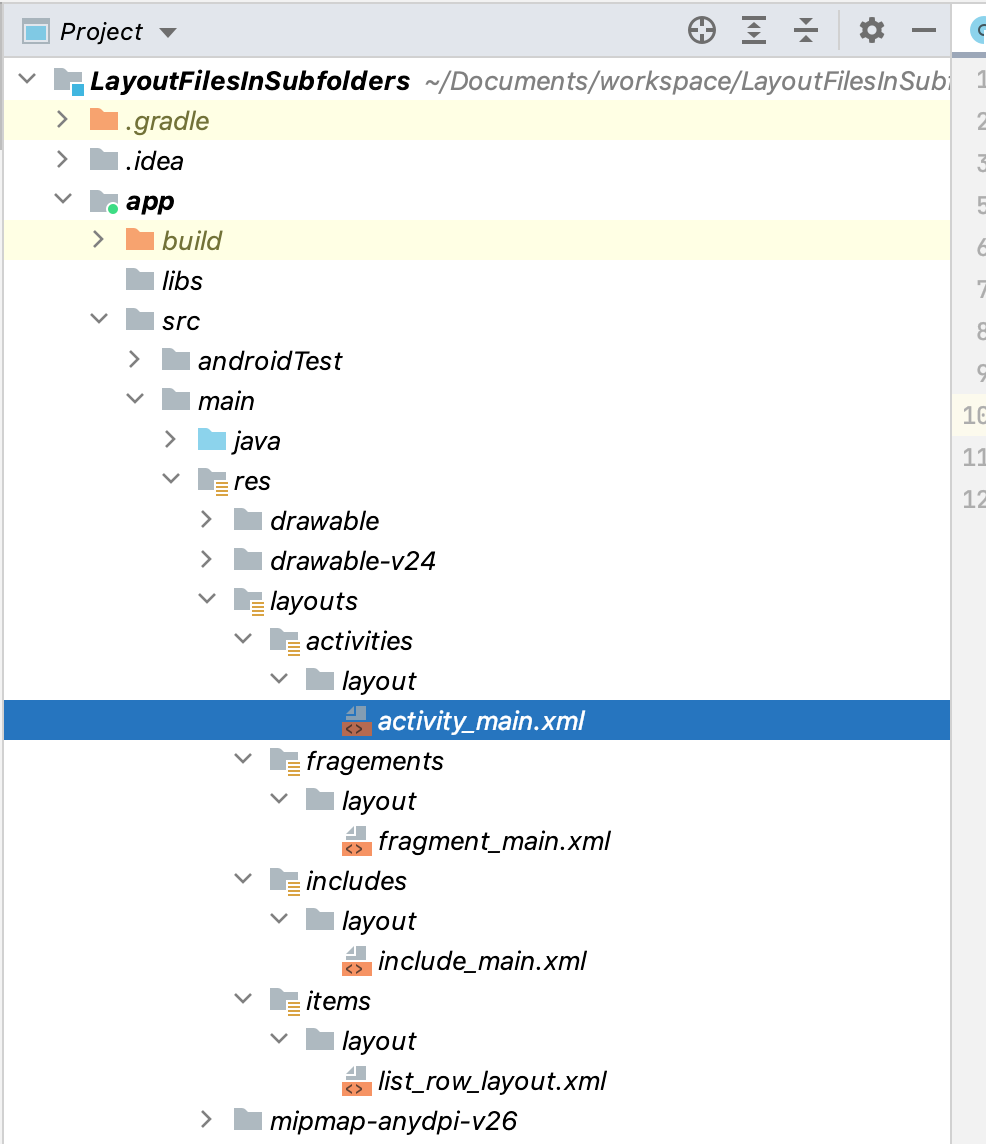 Project
LayoutFilesInSubfolders ~/Documents/workspace/LayoutFilesInSub
1
.gradle
2
.idea
3
app
5
build
6
libs
7
src
8
androidTest
9
main
10
java
11
res
12
drawable
drawable-v24
layouts
activities
layout
activity_main.xml
fragements
layout
fragment_main.xml
includes
layout
include_main.xml
items
layout
list_row_layout.xml
mipmap-anydpi-v26